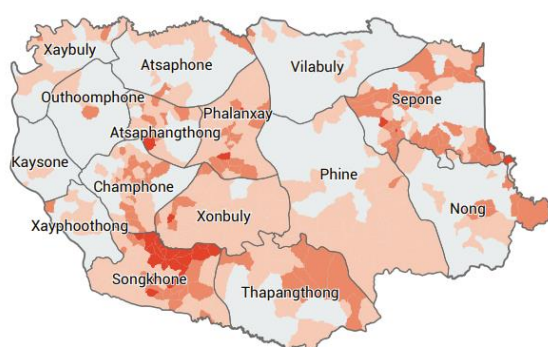 Xaybuly
Atsaphone
Vilabuly
Outhoomphone
Phalanxay
Sepone
Atsaphangthong
Kaysone
Champhone
Phine
Xayphoothong
Xonbuly
Nong
Songkhone
Thapangthong